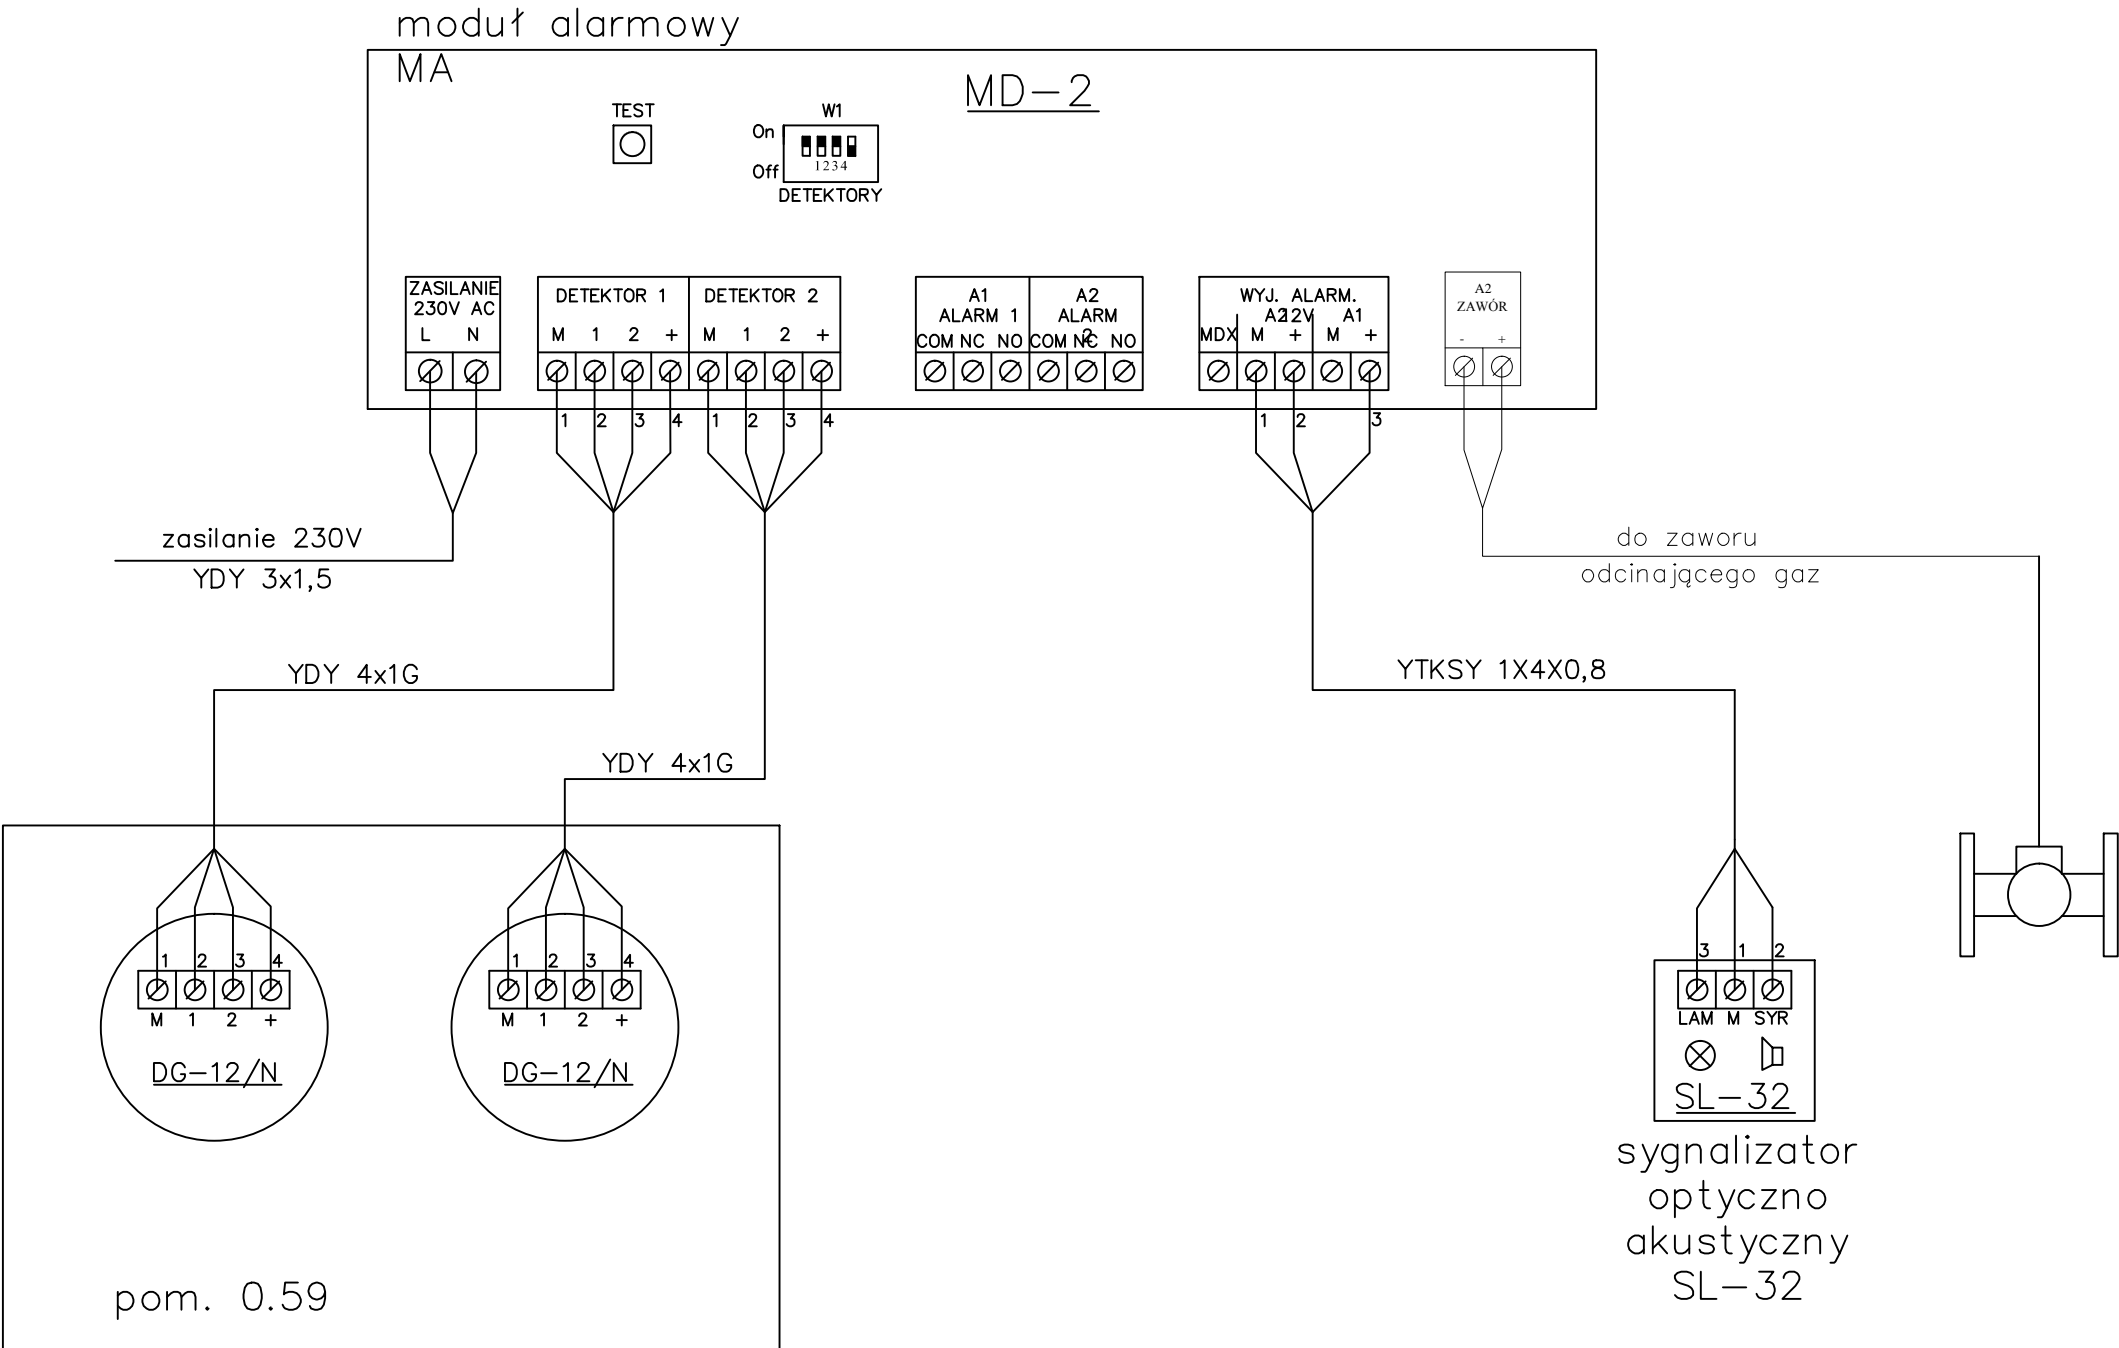 moduł alarmowy
MA
MD-2
TEST
W1
On
Off
1234
DETEKTORY
ZASILANIE
230V AC
L N
DETEKTOR 1
M 1 2 +
DETEKTOR 2
M 1 2 +
A1
ALARM 1
COM NC NO
A2
ALARM
2
COM NC NO
WYJ. ALARM.
A2 12V A1
MDX M + M +
A2
ZAWÓR
- +
1 2 3 4
1 2 3 4
1 2 3
zasilanie 230V
YDY 3x1,5
do zaworu
odcinającego gaz
YDY 4x1G
YTKSY 1X4X0,8
YDY 4x1G
1 2 3 4
M 1 2 +
DG-12/N
1 2 3 4
M 1 2 +
DG-12/N
3 1 2
LAM M SYR
SL-32
sygnalizator
optyczno
akustyczny
SL-32
pom. 0.59